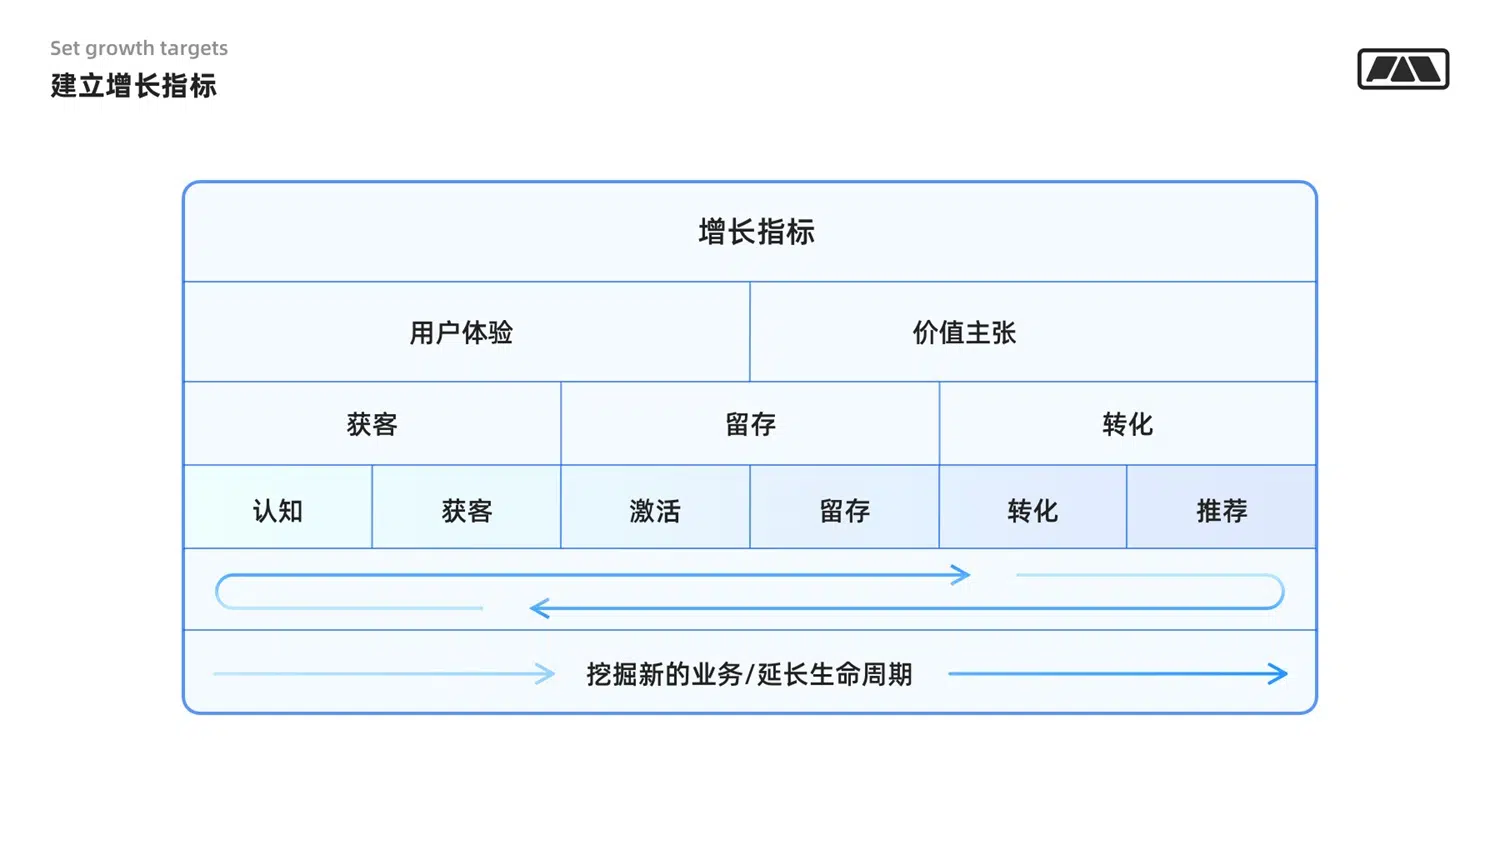 Set growth targets
建立增长指标
增长指标
用户体验 价值主张
获客 留存 转化
认知 获客 激活 留存 转化 推荐
挖掘新的业务/延长生命周期